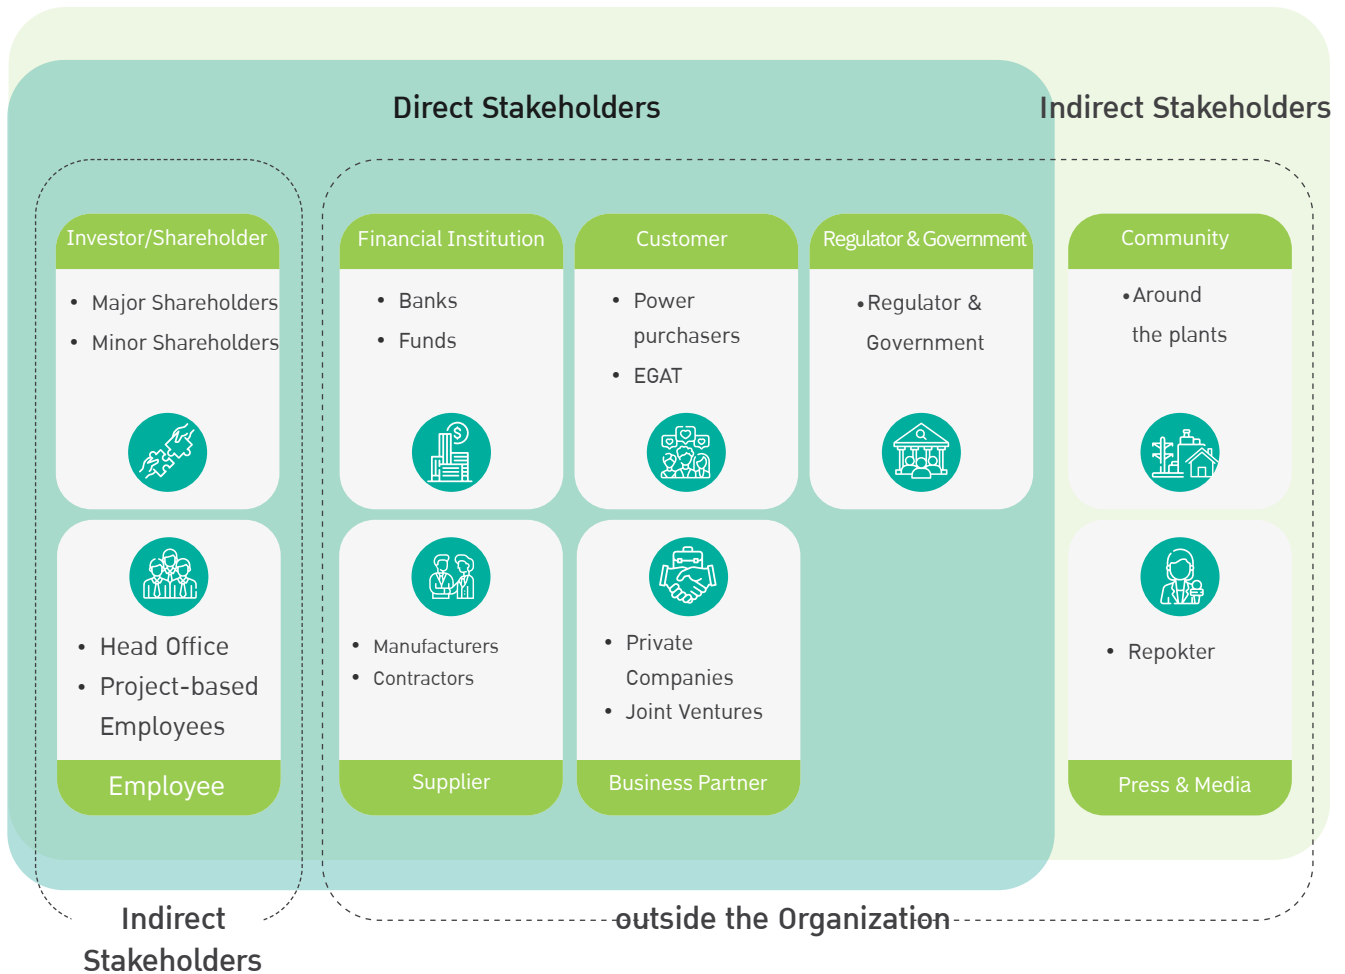 Direct Stakeholders
Indirect Stakeholders
Investor/Shareholder
• Major Shareholders
• Minor Shareholders
Financial Institution
• Banks
• Funds
Customer
• Power
purchasers
• EGAT
Regulator & Government
• Regulator &
Government
Community
• Around
the plants
$
• Head Office
• Project-based
Employees
Employee
• Manufacturers
• Contractors
Supplier
• Private
Companies
• Joint Ventures
Business Partner
• Repokter
Press & Media
Indirect
Stakeholders
outside the Organization